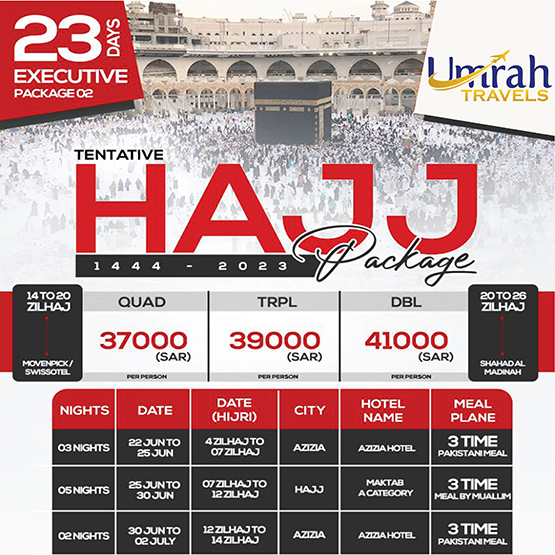 23
DAYS
EXECUTIVE
PACKAGE 02
Umrah
TRAVELS
TENTATIVE
HAJJ
1444 - 2023
Package
14 TO 20
ZILHAJ
MOVENPICK /
SWISSOTEL
QUAD
37000
(SAR)
PER PERSON
TRPL
39000
(SAR)
PER PERSON
DBL
41000
(SAR)
PER PERSON
20 TO 26
ZILHAJ
SHAHAD AL
MADINAH
NIGHTS DATE DATE (HIJRI) CITY HOTEL NAME MEAL PLANE
03 NIGHTS 22 JUN TO 25 JUN 4 ZILHAJ TO 07 ZILHAJ AZIZIA AZIZIA HOTEL 3 TIME PAKISTANI MEAL
05 NIGHTS 25 JUN TO 30 JUN 07 ZILHAJ TO 12 ZILHAJ HAJJ MAKTAB A CATEGORY 3 TIME MEAL BY MUALLIM
02 NIGHTS 30 JUN TO 02 JULY 12 ZILHAJ TO 14 ZILHAJ AZIZIA AZIZIA HOTEL 3 TIME PAKISTANI MEAL